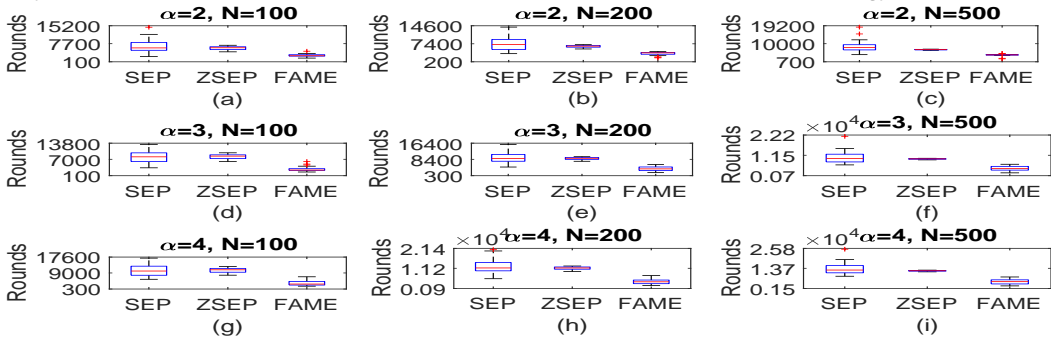 α=2, N=100
Rounds
15200
7700
100
SEP ZSEP FAME
(a)
α=2, N=200
Rounds
14600
7400
200
SEP ZSEP FAME
(b)
α=2, N=500
Rounds
19200
10000
700
SEP ZSEP FAME
(c)
α=3, N=100
Rounds
13800
7000
100
SEP ZSEP FAME
(d)
α=3, N=200
Rounds
16400
8400
300
SEP ZSEP FAME
(e)
× 10^4 α=3, N=500
Rounds
2.22
1.15
0.07
SEP ZSEP FAME
(f)
α=4, N=100
Rounds
17600
9000
300
SEP ZSEP FAME
(g)
× 10^4 α=4, N=200
Rounds
2.14
1.12
0.09
SEP ZSEP FAME
(h)
× 10^4 α=4, N=500
Rounds
2.58
1.37
0.15
SEP ZSEP FAME
(i)